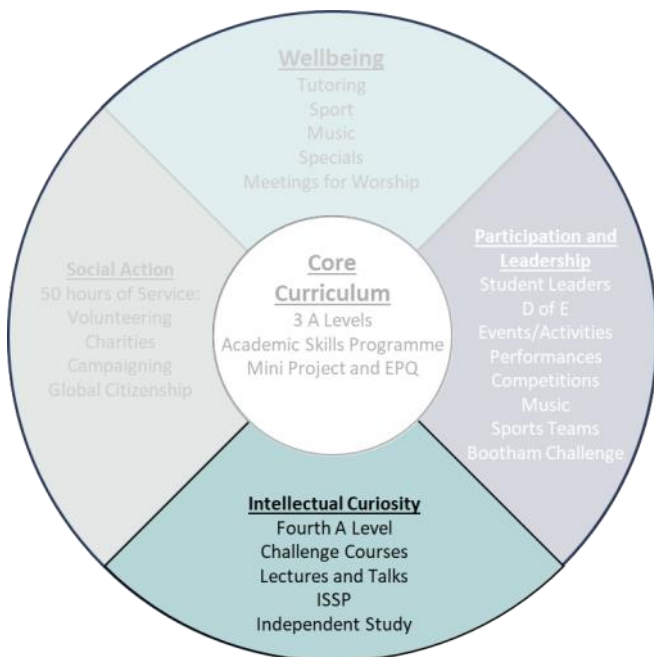 Wellbeing
Tutoring
Sport
Music
Specials
Meetings for Worship
Social Action
50 hours of Service:
Volunteering
Charities
Campaigning
Global Citizenship
Core
Curriculum
3 A Levels
Academic Skills Programme
Mini Project and EPQ
Participation and
Leadership
Student Leaders
D of E
Events/Activities
Performances
Competitions
Music
Sports Teams
Bootham Challenge
Intellectual Curiosity
Fourth A Level
Challenge Courses
Lectures and Talks
ISSP
Independent Study